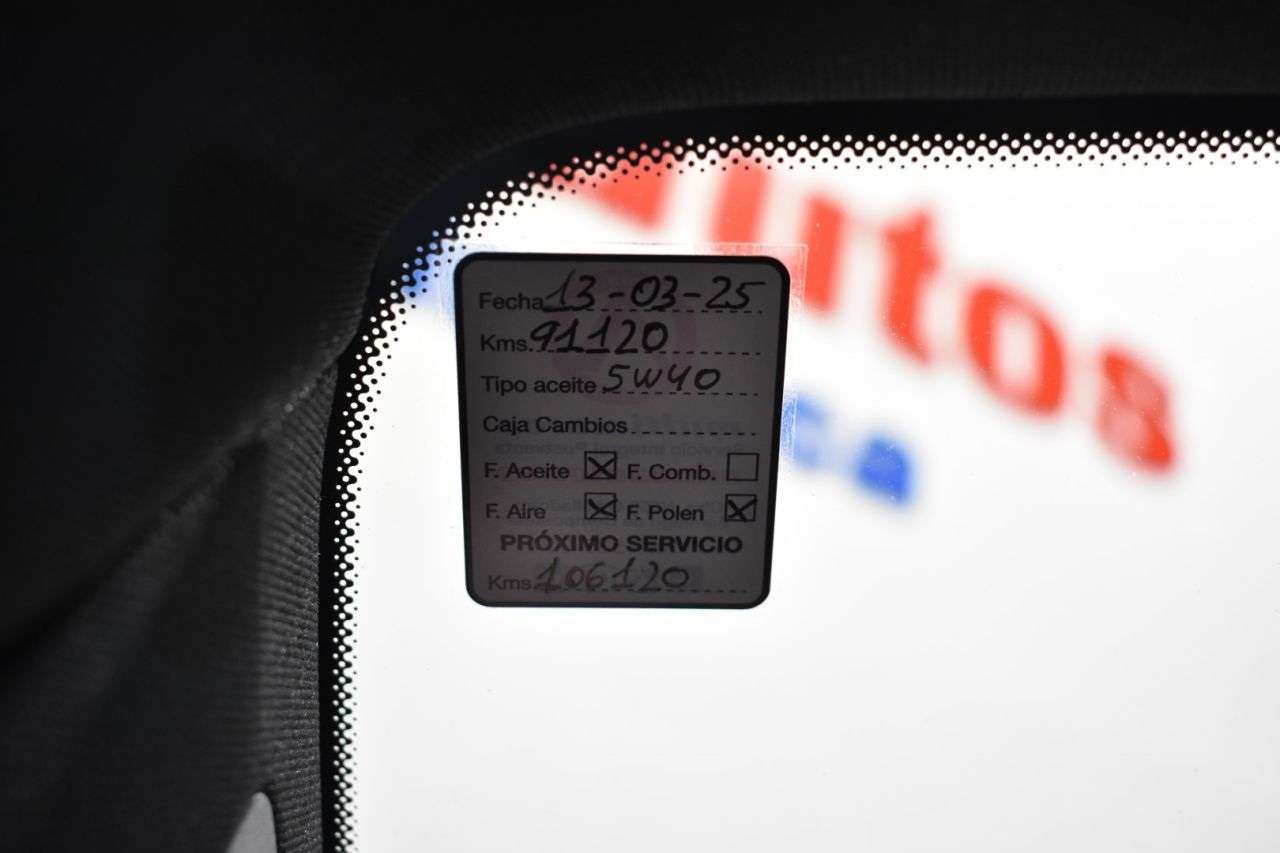 Fecha 13-03-25
Kms. 91120
Tipo aceite 5W40
Caja Cambios
F. Aceite ☒ F. Comb. ☐
F. Aire ☒ F. Polen ☒
PRÓXIMO SERVICIO
Kms. 106120